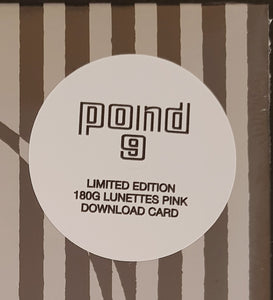 pond
9
LIMITED EDITION
180G LUNETTES PINK
DOWNLOAD CARD